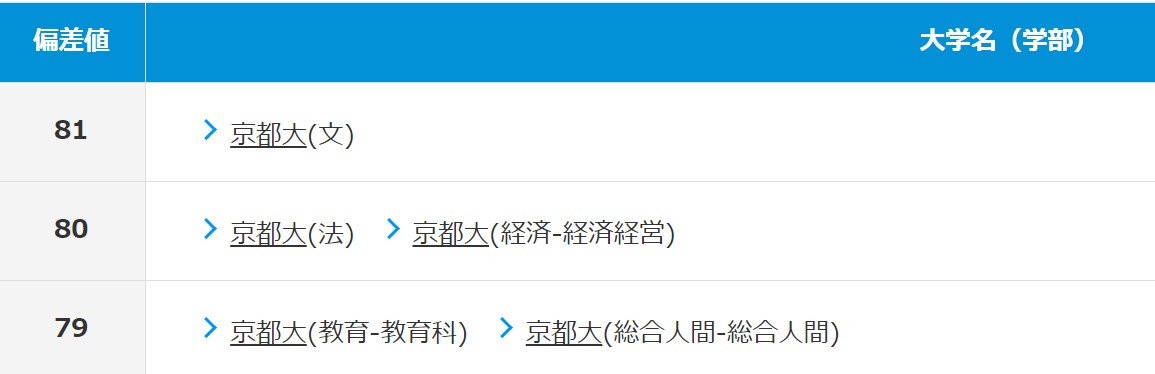 偏差値 大学名（学部）
81 京都大(文)
80 京都大(法) 京都大(経済-経済経営)
79 京都大(教育-教育科) 京都大(総合人間-総合人間)